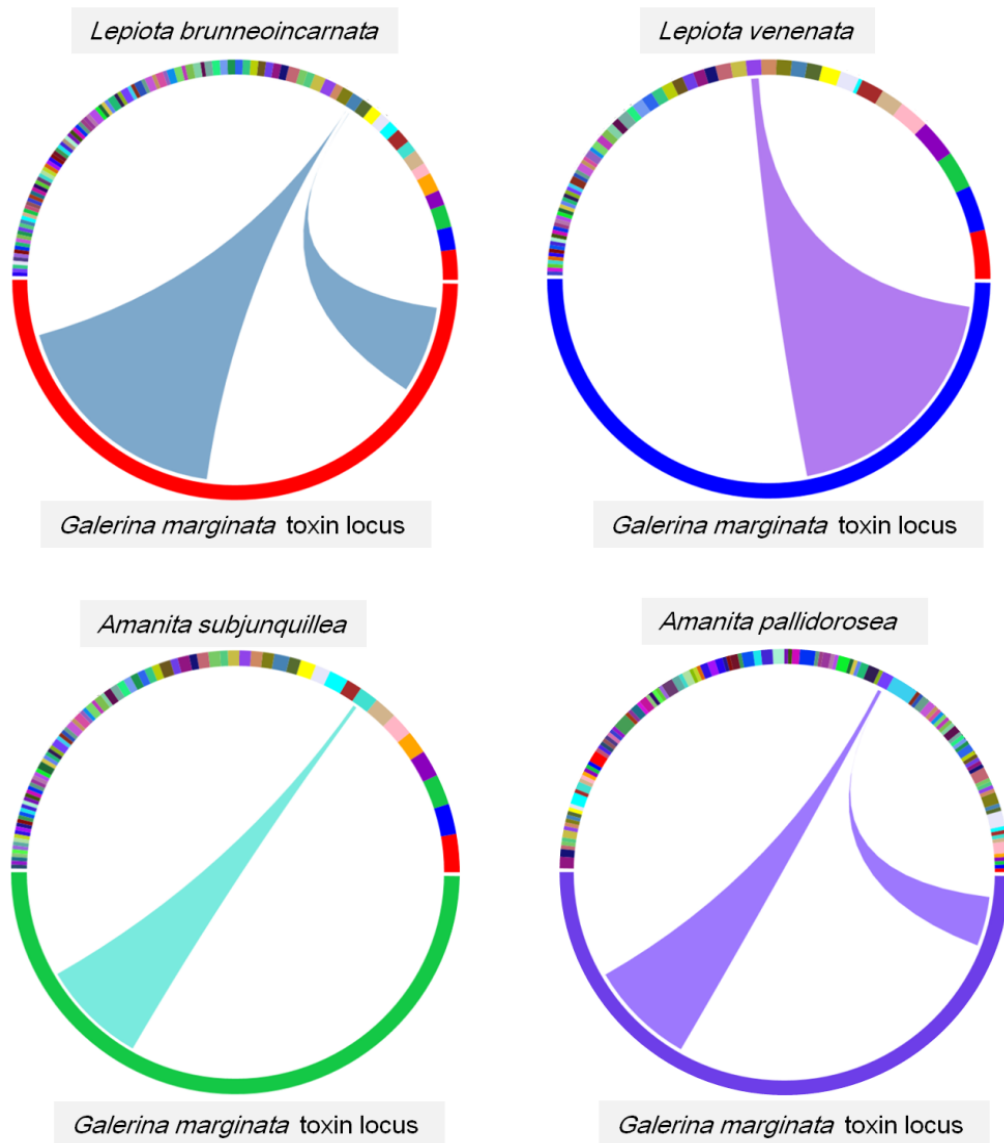 Lepiota brunneoincarnata
Lepiota venenata
Galerina marginata toxin locus
Galerina marginata toxin locus
Amanita subjunquillea
Amanita pallidorosea
Galerina marginata toxin locus
Galerina marginata toxin locus